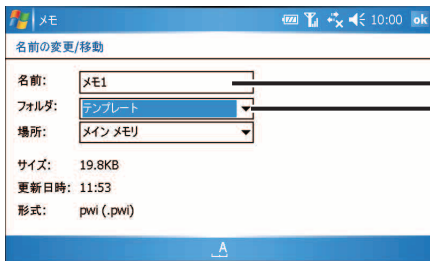 メモ 10:00 ok
名前の変更/移動
名前: メモ1
フォルダ: テンプレート
場所: メイン メモリ
サイズ: 19.8KB
更新日時: 11:53
形式: pwi (.pwi)
A